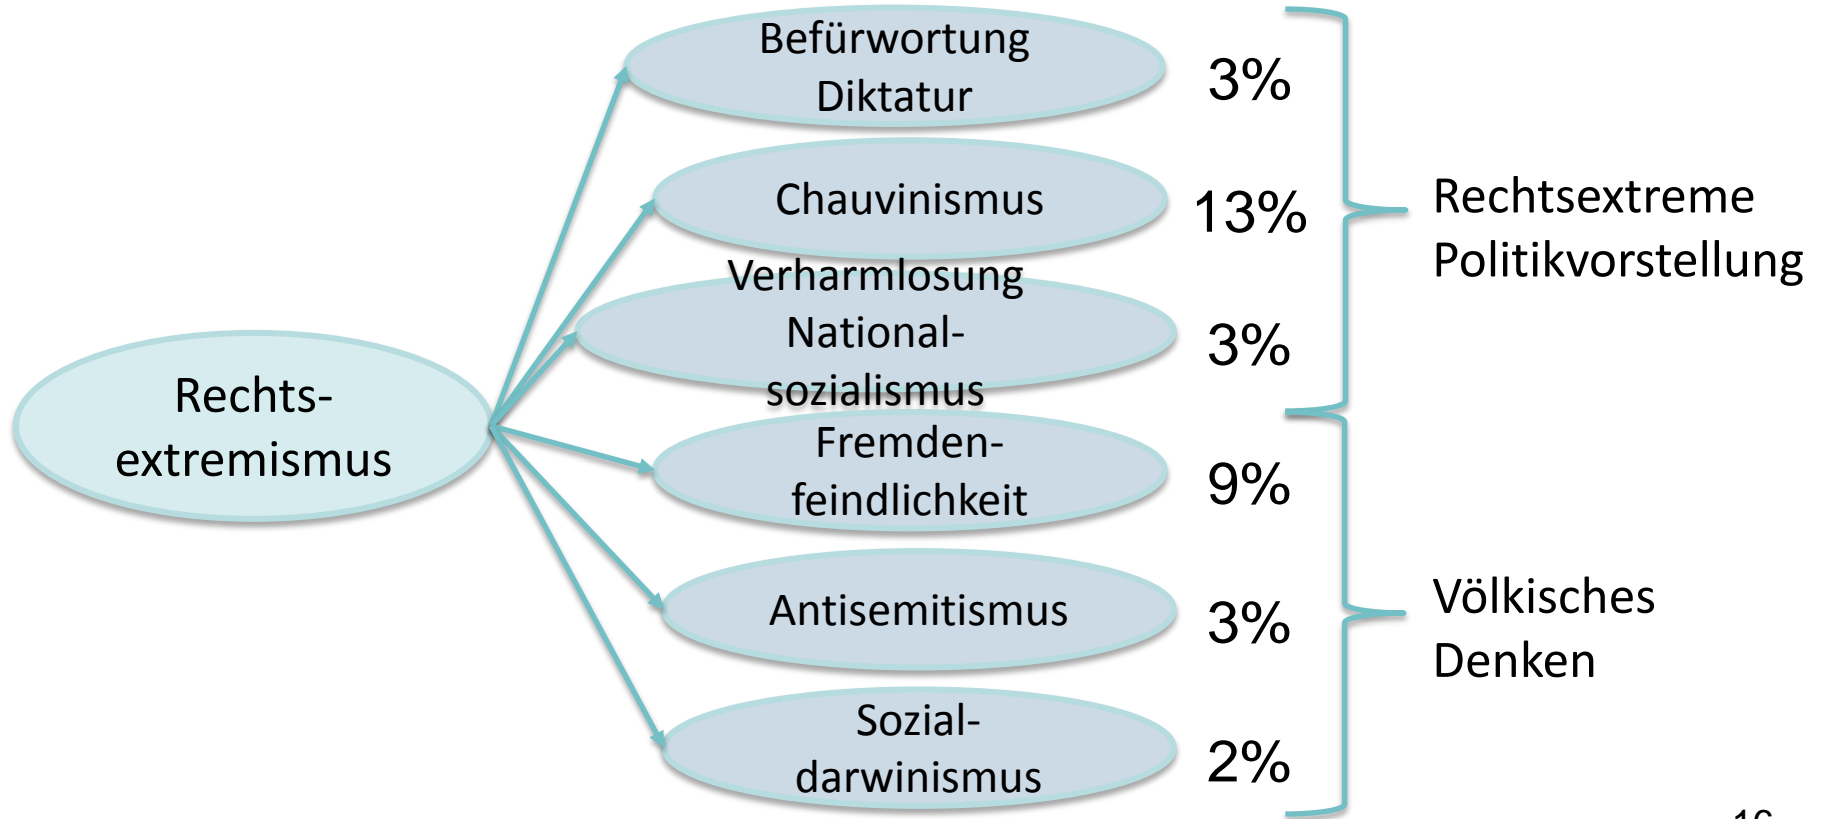 Befürwortung
Diktatur
3%
Chauvinismus
13%
Verharmlosung
National-
sozialismus
3%
Rechtsextreme
Politikvorstellung
Rechts-
extremismus
Fremden-
feindlichkeit
9%
Antisemitismus
3%
Sozial-
darwinismus
2%
Völkisches
Denken
16